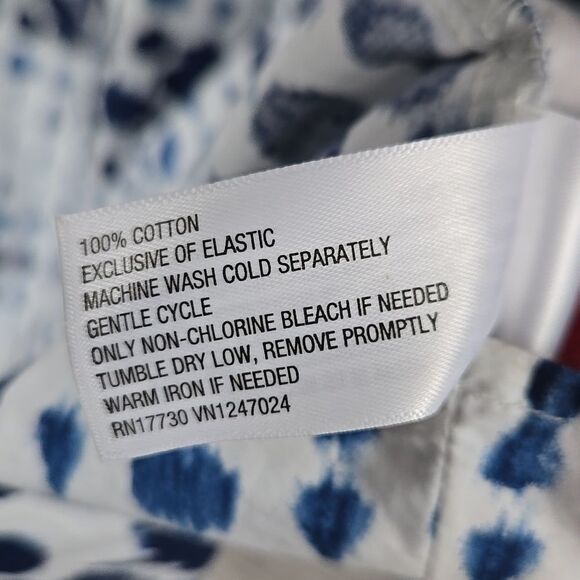 100% COTTON
EXCLUSIVE OF ELASTIC
MACHINE WASH COLD SEPARATELY
GENTLE CYCLE
ONLY NON-CHLORINE BLEACH IF NEEDED
TUMBLE DRY LOW, REMOVE PROMPTLY
WARM IRON IF NEEDED
RN17730 VN1247024